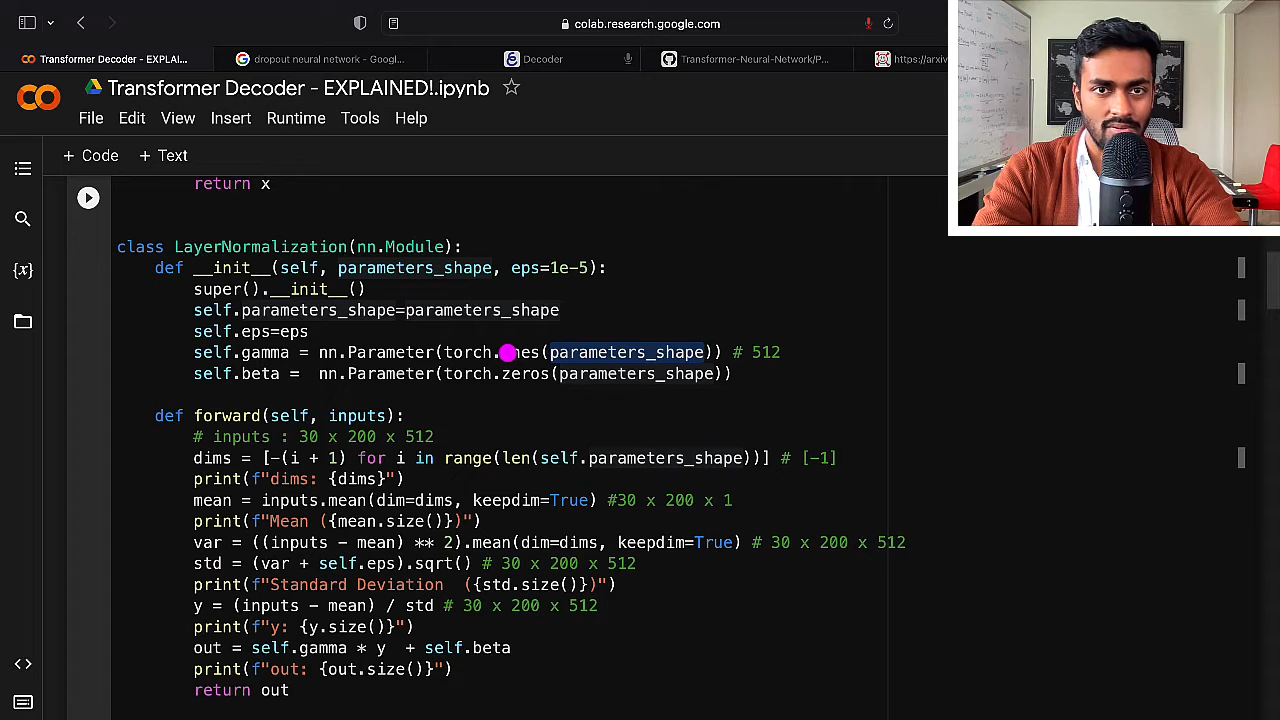 colab.research.google.com
Transformer Decoder - EXPLAI...
dropout neural network - Googl...
Decoder
Transformer-Neural-Network/P...
https://arxiv
Transformer Decoder - EXPLAINED!.ipynb
File Edit View Insert Runtime Tools Help
+ Code + Text
return x
class LayerNormalization(nn.Module):
def __init__(self, parameters_shape, eps=1e-5):
super().__init__()
self.parameters_shape=parameters_shape
self.eps=eps
self.gamma = nn.Parameter(torch. nes(parameters_shape)) # 512
self.beta = nn.Parameter(torch.zeros(parameters_shape))
def forward(self, inputs):
# inputs : 30 x 200 x 512
dims = [-(i + 1) for i in range(len(self.parameters_shape))] # [-1]
print(f"dims: {dims}")
mean = inputs.mean(dim=dims, keepdim=True) #30 x 200 x 1
print(f"Mean ({mean.size()})")
var = ((inputs - mean) ** 2).mean(dim=dims, keepdim=True) # 30 x 200 x 512
std = (var + self.eps).sqrt() # 30 x 200 x 512
print(f"Standard Deviation ({std.size()})")
y = (inputs - mean) / std # 30 x 200 x 512
print(f"y: {y.size()}")
out = self.gamma * y + self.beta
print(f"out: {out.size()}")
return out